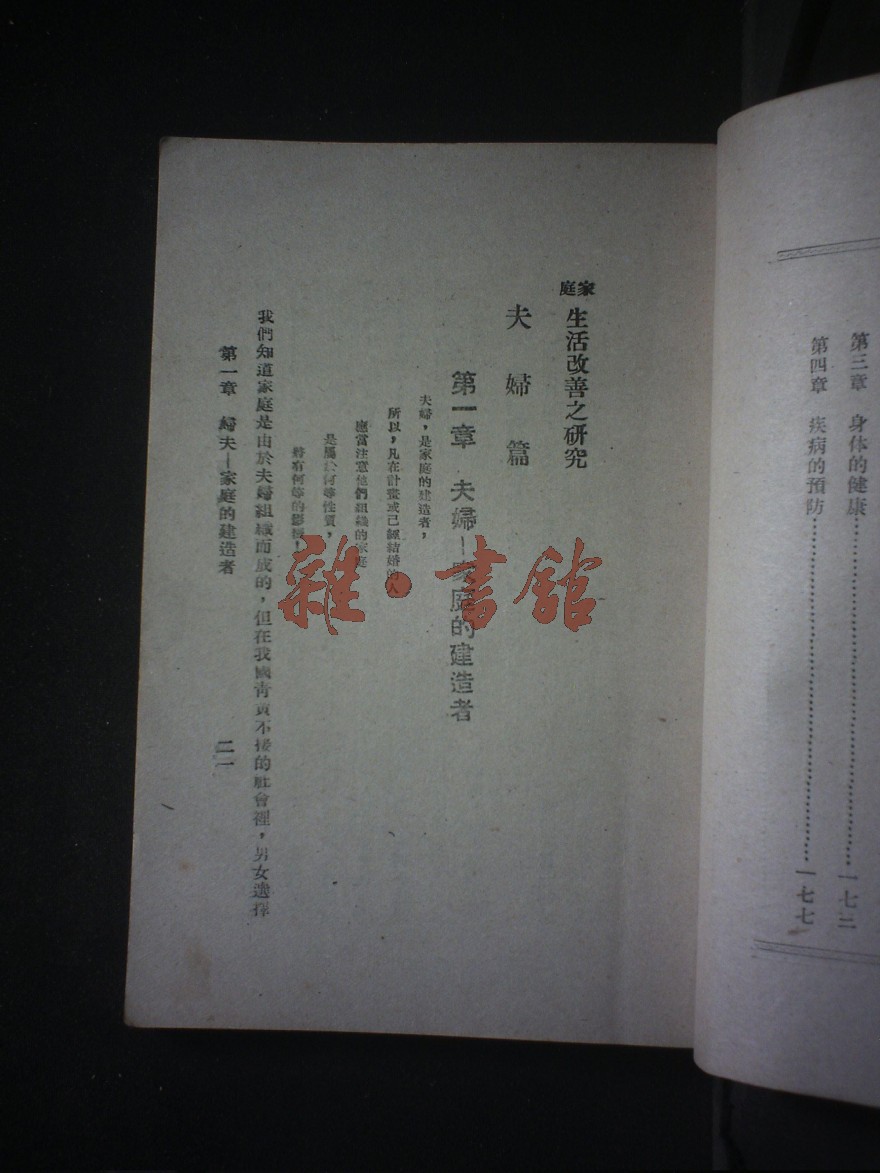 第三章 身体的健康……一七二
第四章 疾病的預防……一七七
家庭
生活改善之研究
夫婦篇
第一章 夫婦—家庭的建造者
夫婦，是家庭的建造者，
所以，凡在計畫或已經結婚的人
應當注意他們組織的家庭
是屬於何等性質，
將有何等的影響！
我們知道家庭是由於夫婦組織而成的，但在我國青黃不接的社會裡，男女選擇
第一章 婦夫—家庭的建造者
二一
雜·書館